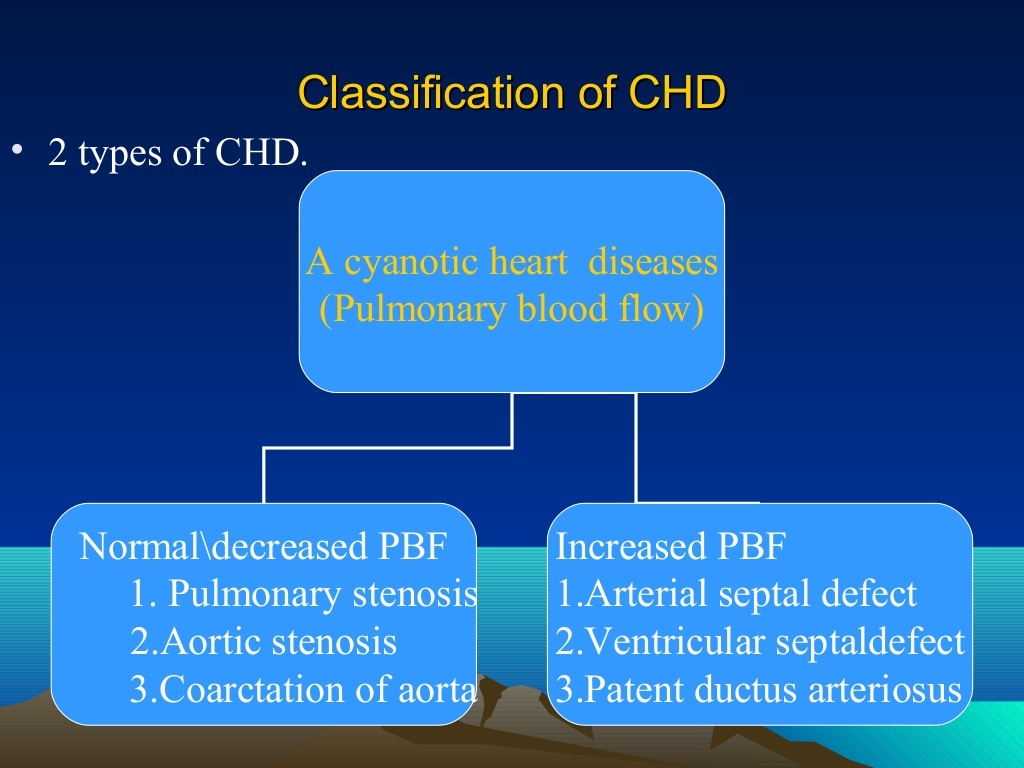 Classification of CHD
• 2 types of CHD.
A cyanotic heart diseases
(Pulmonary blood flow)
Normal\decreased PBF
1. Pulmonary stenosis
2.Aortic stenosis
3.Coarctation of aorta
Increased PBF
1.Arterial septal defect
2.Ventricular septaldefect
3.Patent ductus arteriosus